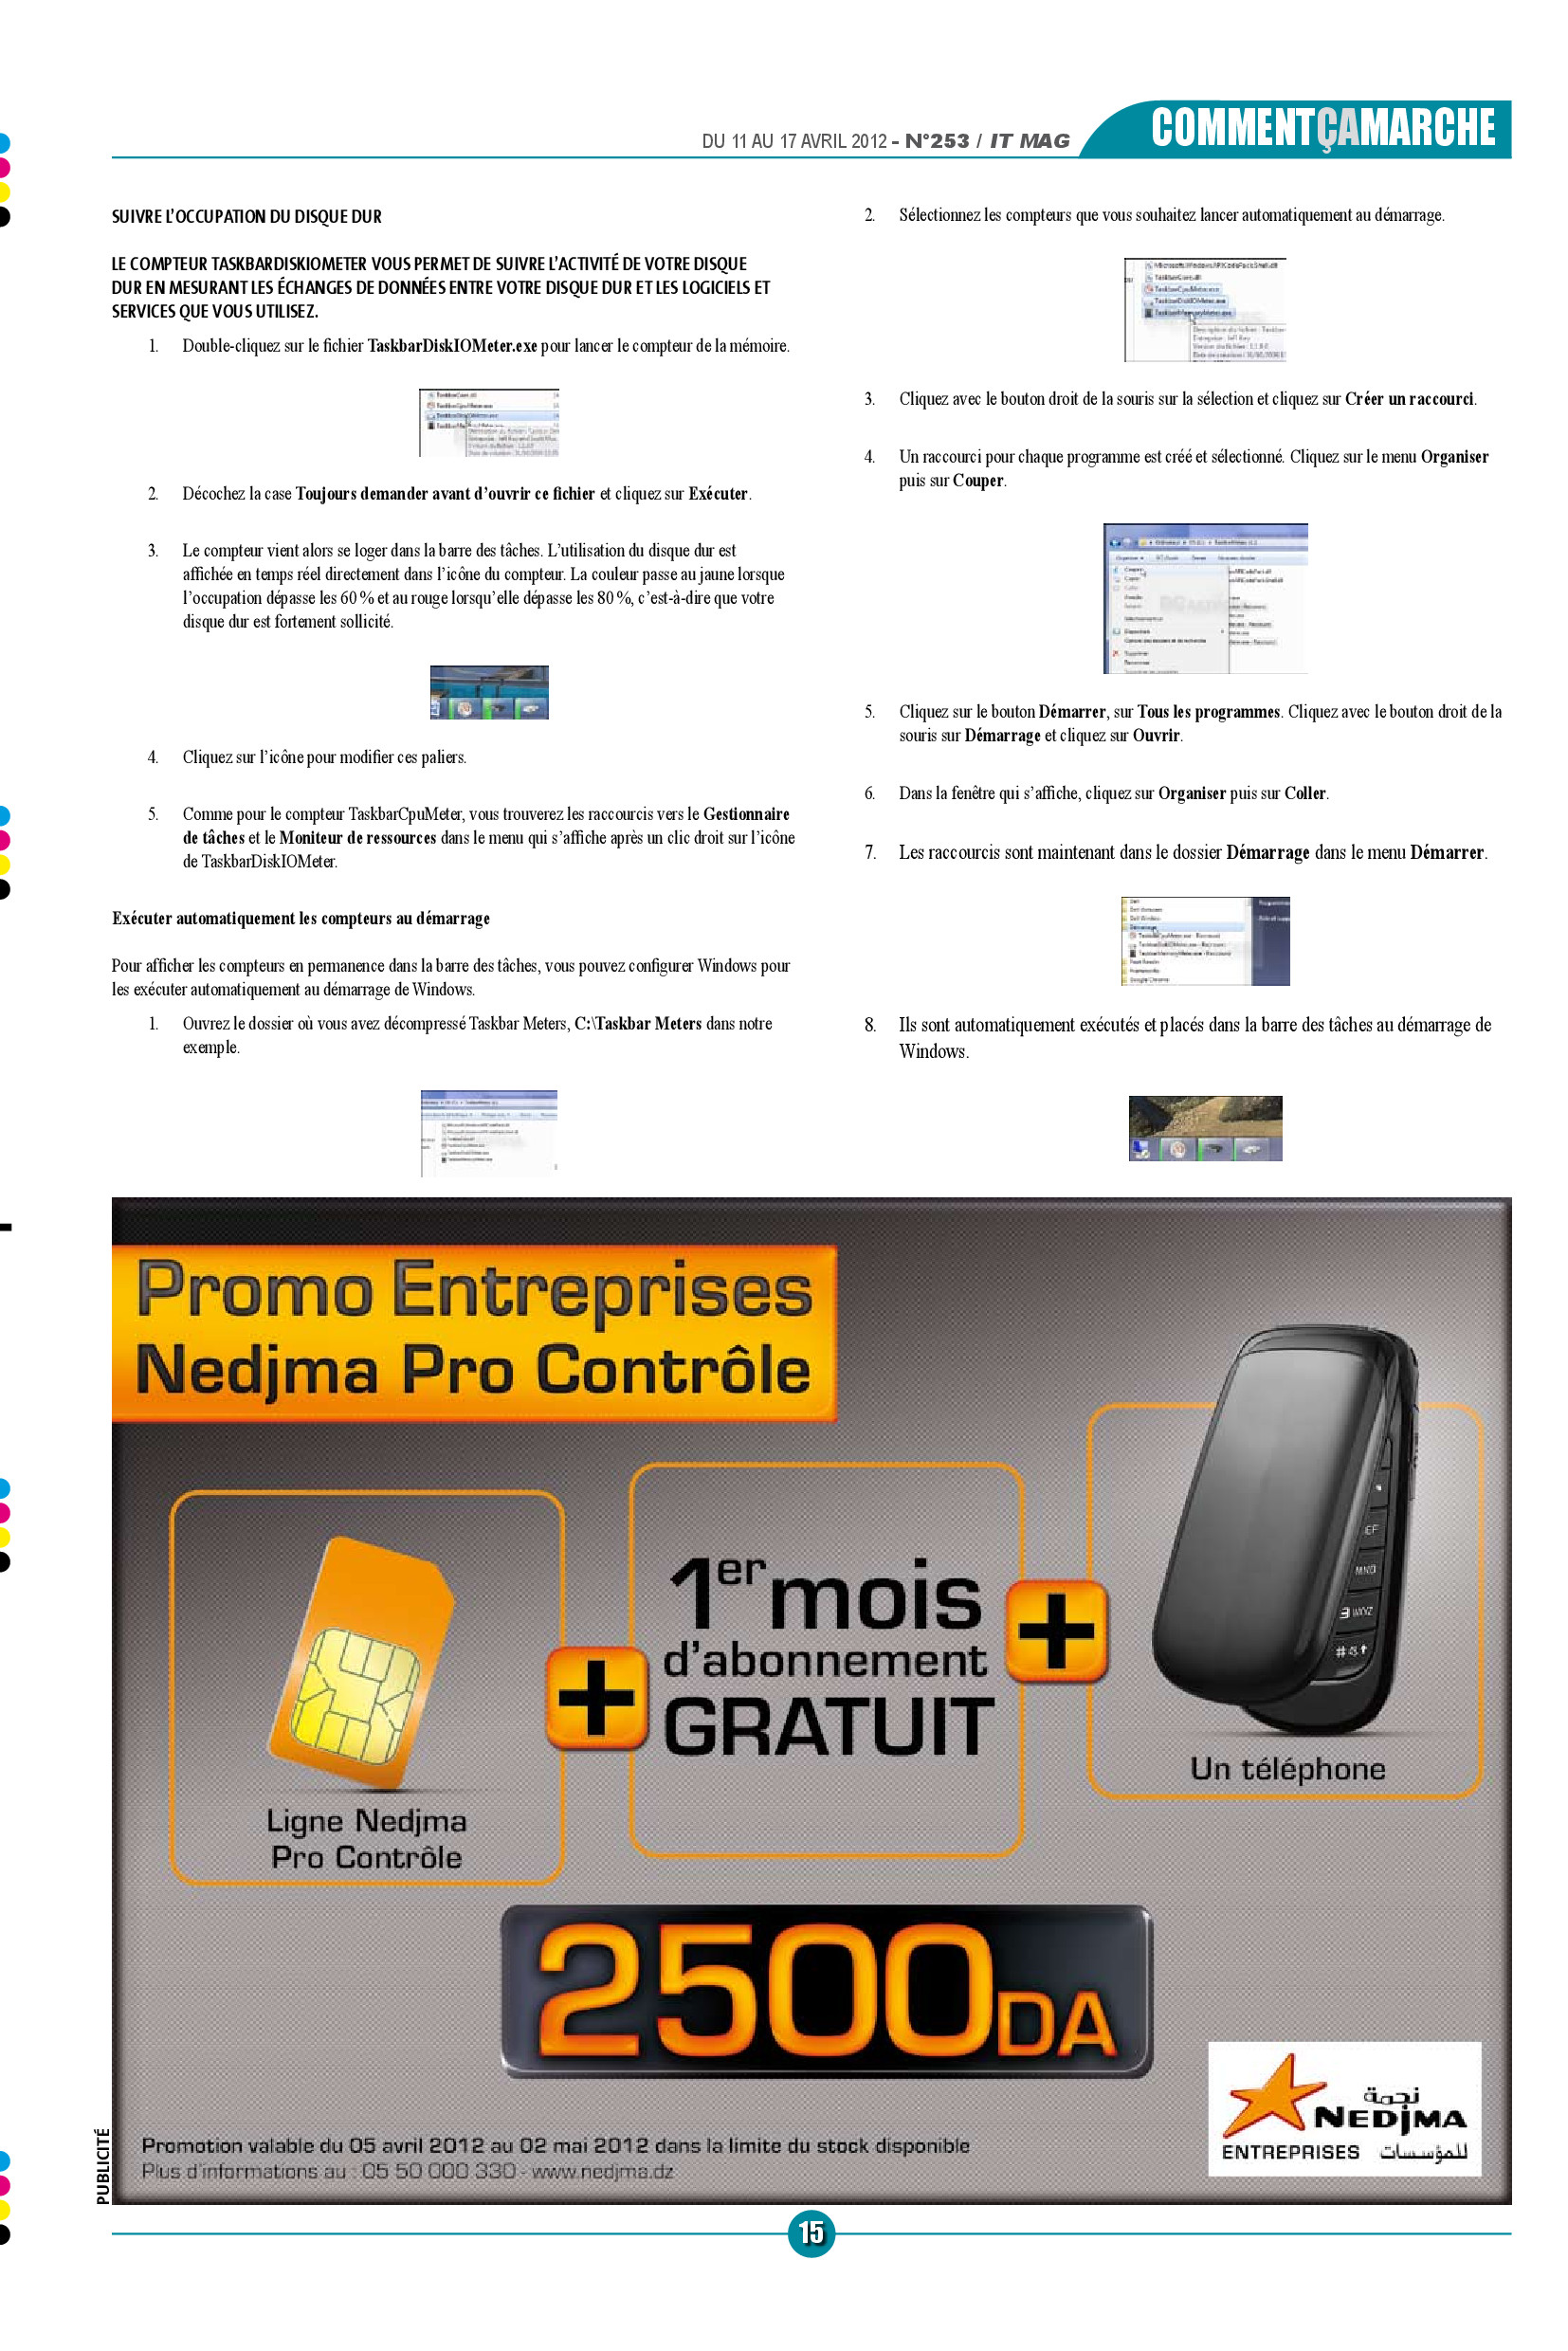 DU 11 AU 17 AVRIL 2012 - N°253 / IT MAG
COMMENTÇAMARCHE
SUIVRE L'OCCUPATION DU DISQUE DUR
LE COMPTEUR TASKBARDISKIOMETER VOUS PERMET DE SUIVRE L'ACTIVITÉ DE VOTRE DISQUE
DUR EN MESURANT LES ÉCHANGES DE DONNÉES ENTRE VOTRE DISQUE DUR ET LES LOGICIELS ET
SERVICES QUE VOUS UTILISEZ.
1. Double-cliquez sur le fichier TaskbarDiskIOMeter.exe pour lancer le compteur de la mémoire.
2. Décochez la case Toujours demander avant d'ouvrir ce fichier et cliquez sur Exécuter.
3. Le compteur vient alors se loger dans la barre des tâches. L'utilisation du disque dur est
affichée en temps réel directement dans l'icône du compteur. La couleur passe au jaune lorsque
l'occupation dépasse les 60 % et au rouge lorsqu'elle dépasse les 80 %, c'est-à-dire que votre
disque dur est fortement sollicité.
4. Cliquez sur l'icône pour modifier ces paliers.
5. Comme pour le compteur TaskbarCpuMeter, vous trouverez les raccourcis vers le Gestionnaire
de tâches et le Moniteur de ressources dans le menu qui s'affiche après un clic droit sur l'icône
de TaskbarDiskIOMeter.
Exécuter automatiquement les compteurs au démarrage
Pour afficher les compteurs en permanence dans la barre des tâches, vous pouvez configurer Windows pour
les exécuter automatiquement au démarrage de Windows.
1. Ouvrez le dossier où vous avez décompressé Taskbar Meters, C:\Taskbar Meters dans notre
exemple.
2. Sélectionnez les compteurs que vous souhaitez lancer automatiquement au démarrage.
3. Cliquez avec le bouton droit de la souris sur la sélection et cliquez sur Créer un raccourci.
4. Un raccourci pour chaque programme est créé et sélectionné. Cliquez sur le menu Organiser
puis sur Couper.
5. Cliquez sur le bouton Démarrer, sur Tous les programmes. Cliquez avec le bouton droit de la
souris sur Démarrage et cliquez sur Ouvrir.
6. Dans la fenêtre qui s'affiche, cliquez sur Organiser puis sur Coller.
7. Les raccourcis sont maintenant dans le dossier Démarrage dans le menu Démarrer.
8. Ils sont automatiquement exécutés et placés dans la barre des tâches au démarrage de
Windows.
Promo Entreprises
Nedjma Pro Contrôle
Ligne Nedjma
Pro Contrôle
+
1er mois
d'abonnement
GRATUIT
+
Un téléphone
2500DA
Promotion valable du 05 avril 2012 au 02 mai 2012 dans la limite du stock disponible
Plus d'informations au : 05 50 000 330 - www.nedjma.dz
نجمة
NEDJMA
ENTREPRISES للمؤسسات
PUBLICITÉ
15